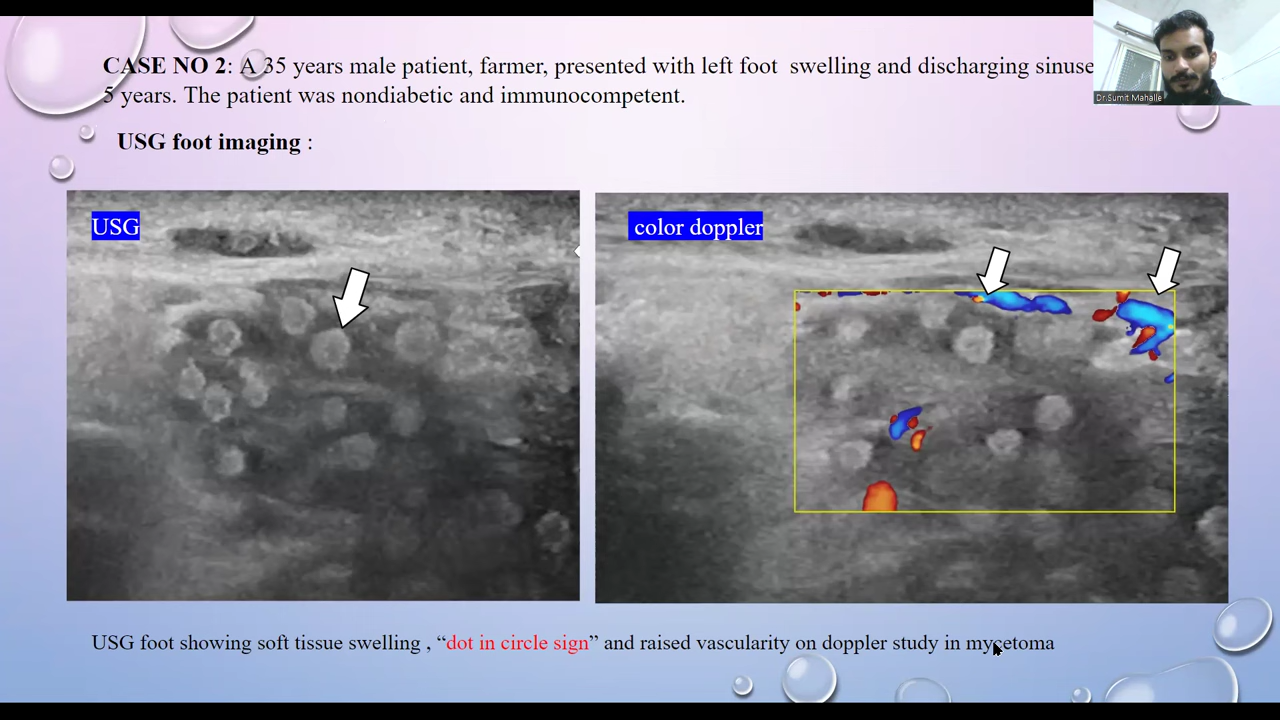 CASE NO 2: A 35 years male patient, farmer, presented with left foot swelling and discharging sinuse
5 years. The patient was nondiabetic and immunocompetent.
Dr.Sumit Mahalle
USG foot imaging :
USG
color doppler
USG foot showing soft tissue swelling , “dot in circle sign” and raised vascularity on doppler study in mycetoma